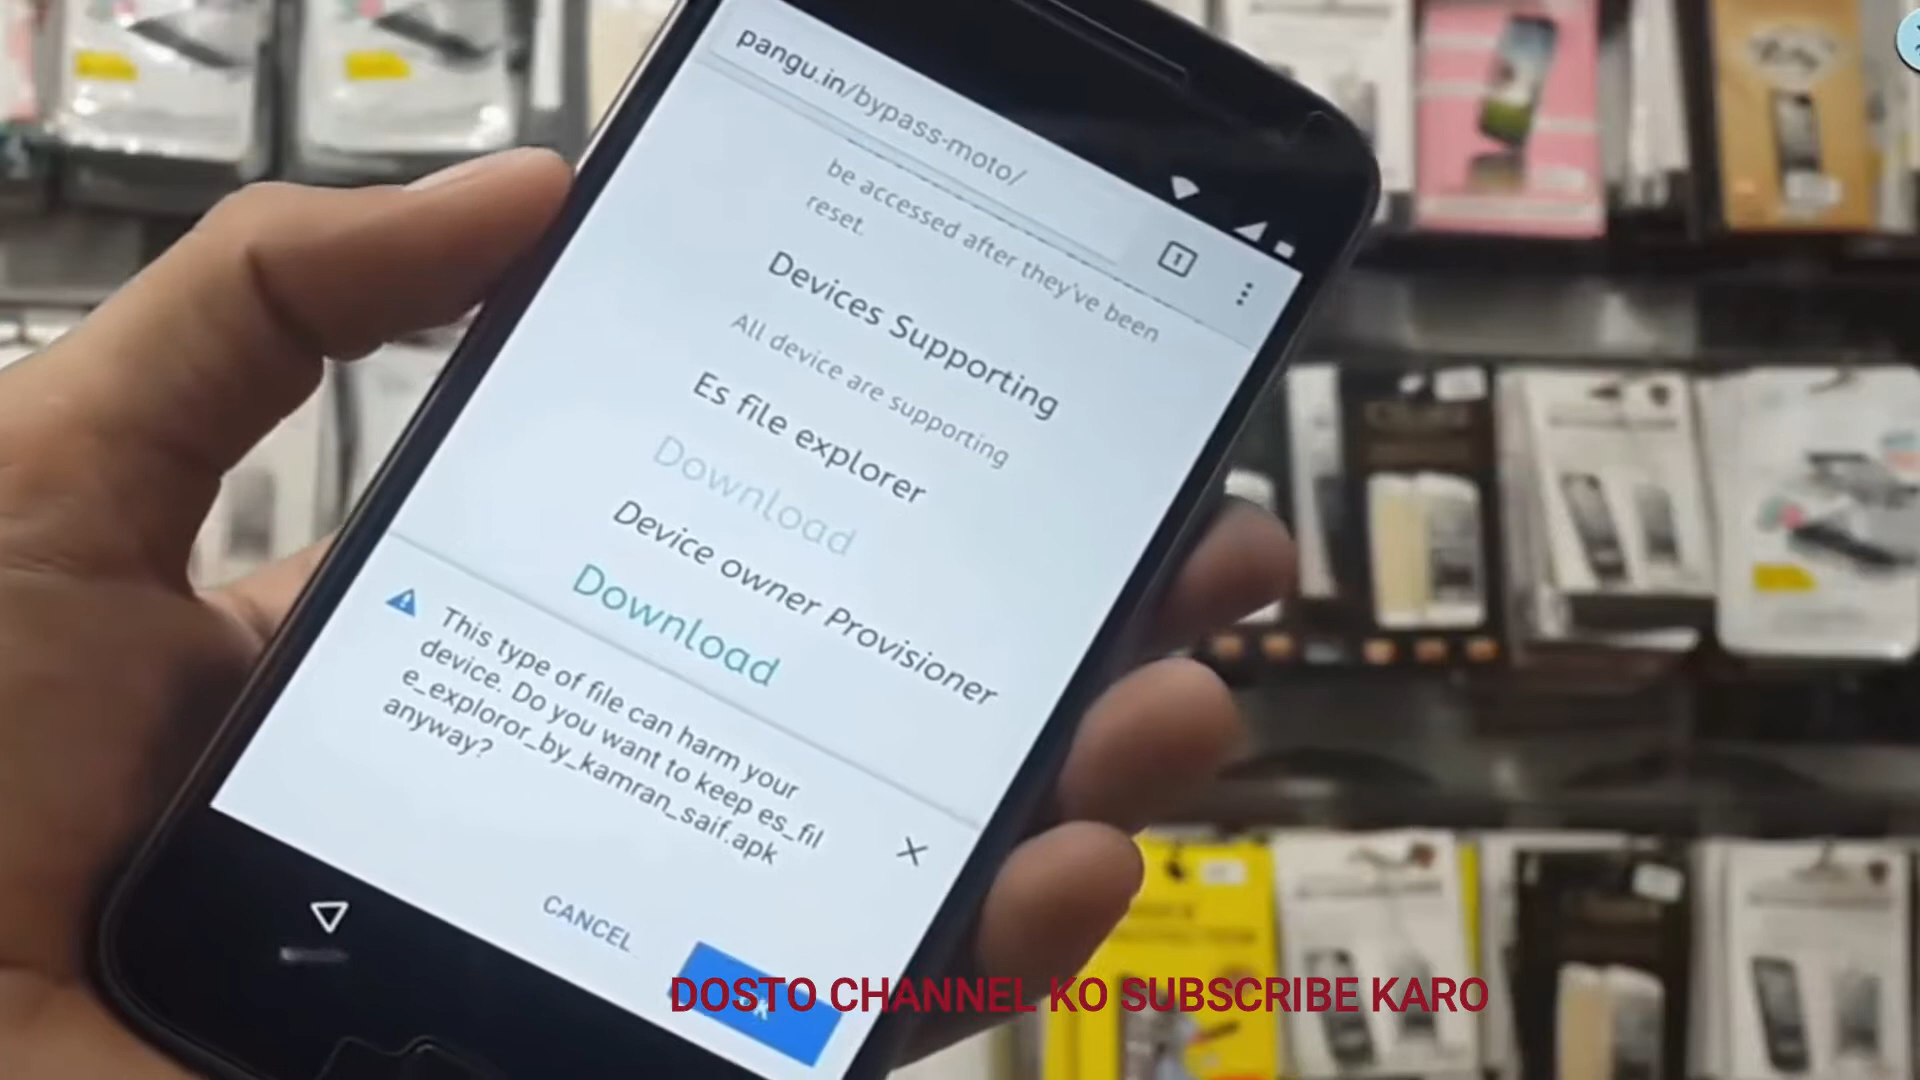 pangu.in/bypass-moto/
be accessed after they've been
reset.
Devices Supporting
All device are supporting
Es file explorer
Download
Device owner Provisioner
Download
This type of file can harm your
device. Do you want to keep es_fil
e_exploror_by_kamran_saif.apk
anyway?
CANCEL
DOSTO CHANNEL KO SUBSCRIBE KARO